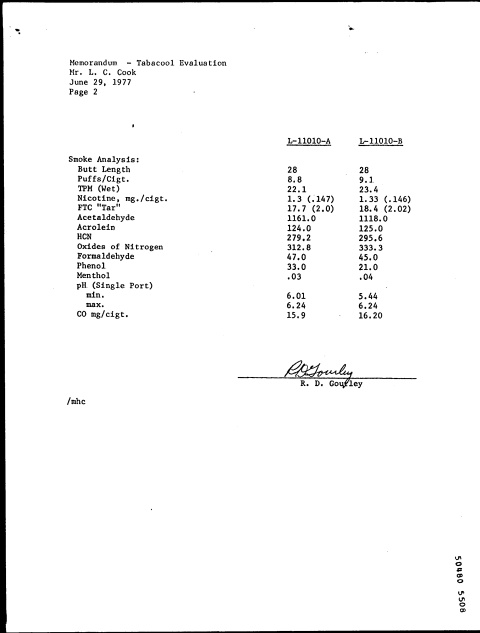 Memorandum - Tabacool Evaluation
Mr. L. C. Cook
June 29, 1977
Page 2
L-11010-A L-11010-B
Smoke Analysis:
Butt Length 28 28
Puffs/Cigt. 8.8 9.1
TPM (Wet) 22.1 23.4
Nicotine, mg./cigt. 1.3 (.147) 1.33 (.146)
FTC "Tar" 17.7 (2.0) 18.4 (2.02)
Acetaldehyde 1161.0 1118.0
Acrolein 124.0 125.0
HCN 279.2 295.6
Oxides of Nitrogen 312.8 333.3
Formaldehyde 47.0 45.0
Phenol 33.0 21.0
Menthol .03 .04
pH (Single Port)
min. 6.01 5.44
max. 6.24 6.24
CO mg/cigt. 15.9 16.20
R. D. Gourley
R. D. Gourley
/mhc
50480 5508